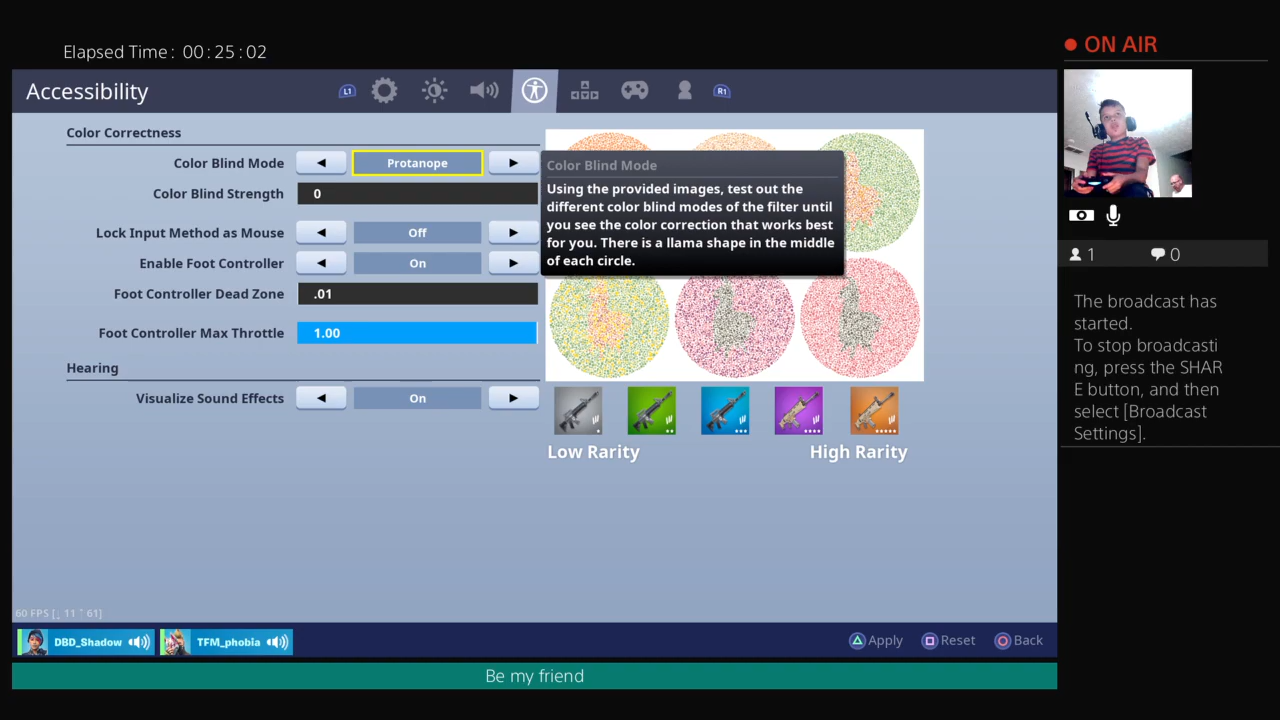 Elapsed Time: 00:25:02
ON AIR
Accessibility
L1
R1
Color Correctness
Color Blind Mode
Protanope
Color Blind Strength
0
Lock Input Method as Mouse
Off
Enable Foot Controller
On
Foot Controller Dead Zone
.01
Foot Controller Max Throttle
1.00
Hearing
Visualize Sound Effects
On
Color Blind Mode
Using the provided images, test out the
different color blind modes of the filter until
you see the color correction that works best
for you. There is a llama shape in the middle
of each circle.
Low Rarity
High Rarity
1
0
The broadcast has
started.
To stop broadcasti
ng, press the SHAR
E button, and then
select [Broadcast
Settings].
60 FPS [
11
61]
DBD_Shadow
TFM_phobia
Apply
Reset
Back
Be my friend